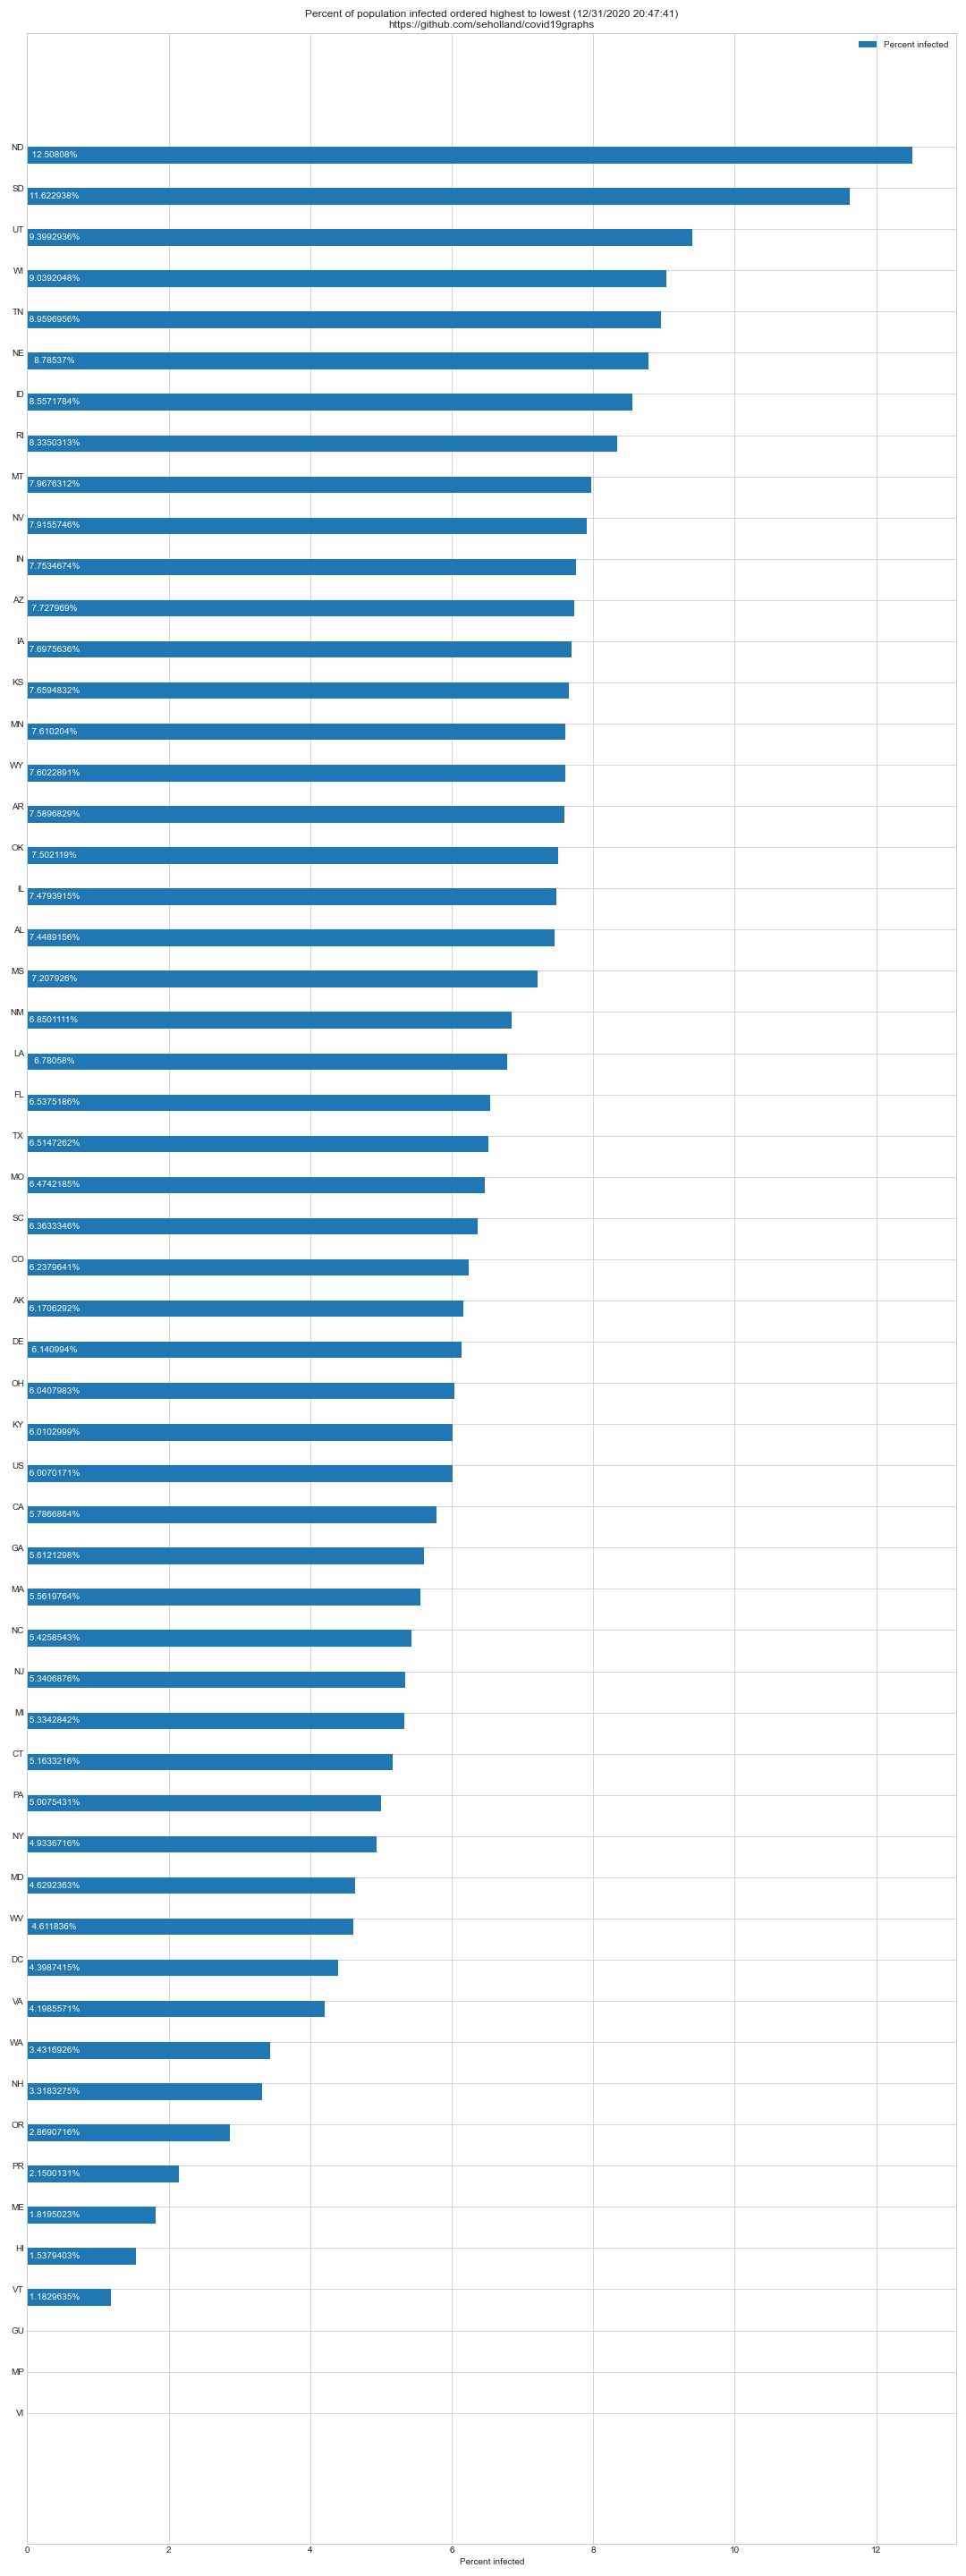 Percent of population infected ordered highest to lowest (12/31/2020 20:47:41)
https://github.com/seholland/covid19graphs
Percent infected
ND 12.50808%
SD 11.622938%
UT 9.3992936%
WI 9.0392048%
TN 8.9596956%
NE 8.78537%
ID 8.5571784%
RI 8.3350313%
MT 7.9676312%
NV 7.9155746%
IN 7.7534674%
AZ 7.727969%
IA 7.6975636%
KS 7.6594832%
MN 7.610204%
WY 7.6022891%
AR 7.5896829%
OK 7.502119%
IL 7.4793915%
AL 7.4489156%
MS 7.207926%
NM 6.8501111%
LA 6.78058%
FL 6.5375186%
TX 6.5147262%
MO 6.4742185%
SC 6.3633346%
CO 6.2379641%
AK 6.1706292%
DE 6.140994%
OH 6.0407983%
KY 6.0102999%
US 6.0070171%
CA 5.7866864%
GA 5.6121298%
MA 5.5619764%
NC 5.4258543%
NJ 5.3406876%
MI 5.3342842%
CT 5.1633216%
PA 5.0075431%
NY 4.9336716%
MD 4.6292363%
WV 4.611836%
DC 4.3987415%
VA 4.1985571%
WA 3.4316926%
NH 3.3183275%
OR 2.8690716%
PR 2.1500131%
ME 1.8195023%
HI 1.5379403%
VT 1.1829635%
GU
MP
VI
0 2 4 6 8 10 12
Percent infected